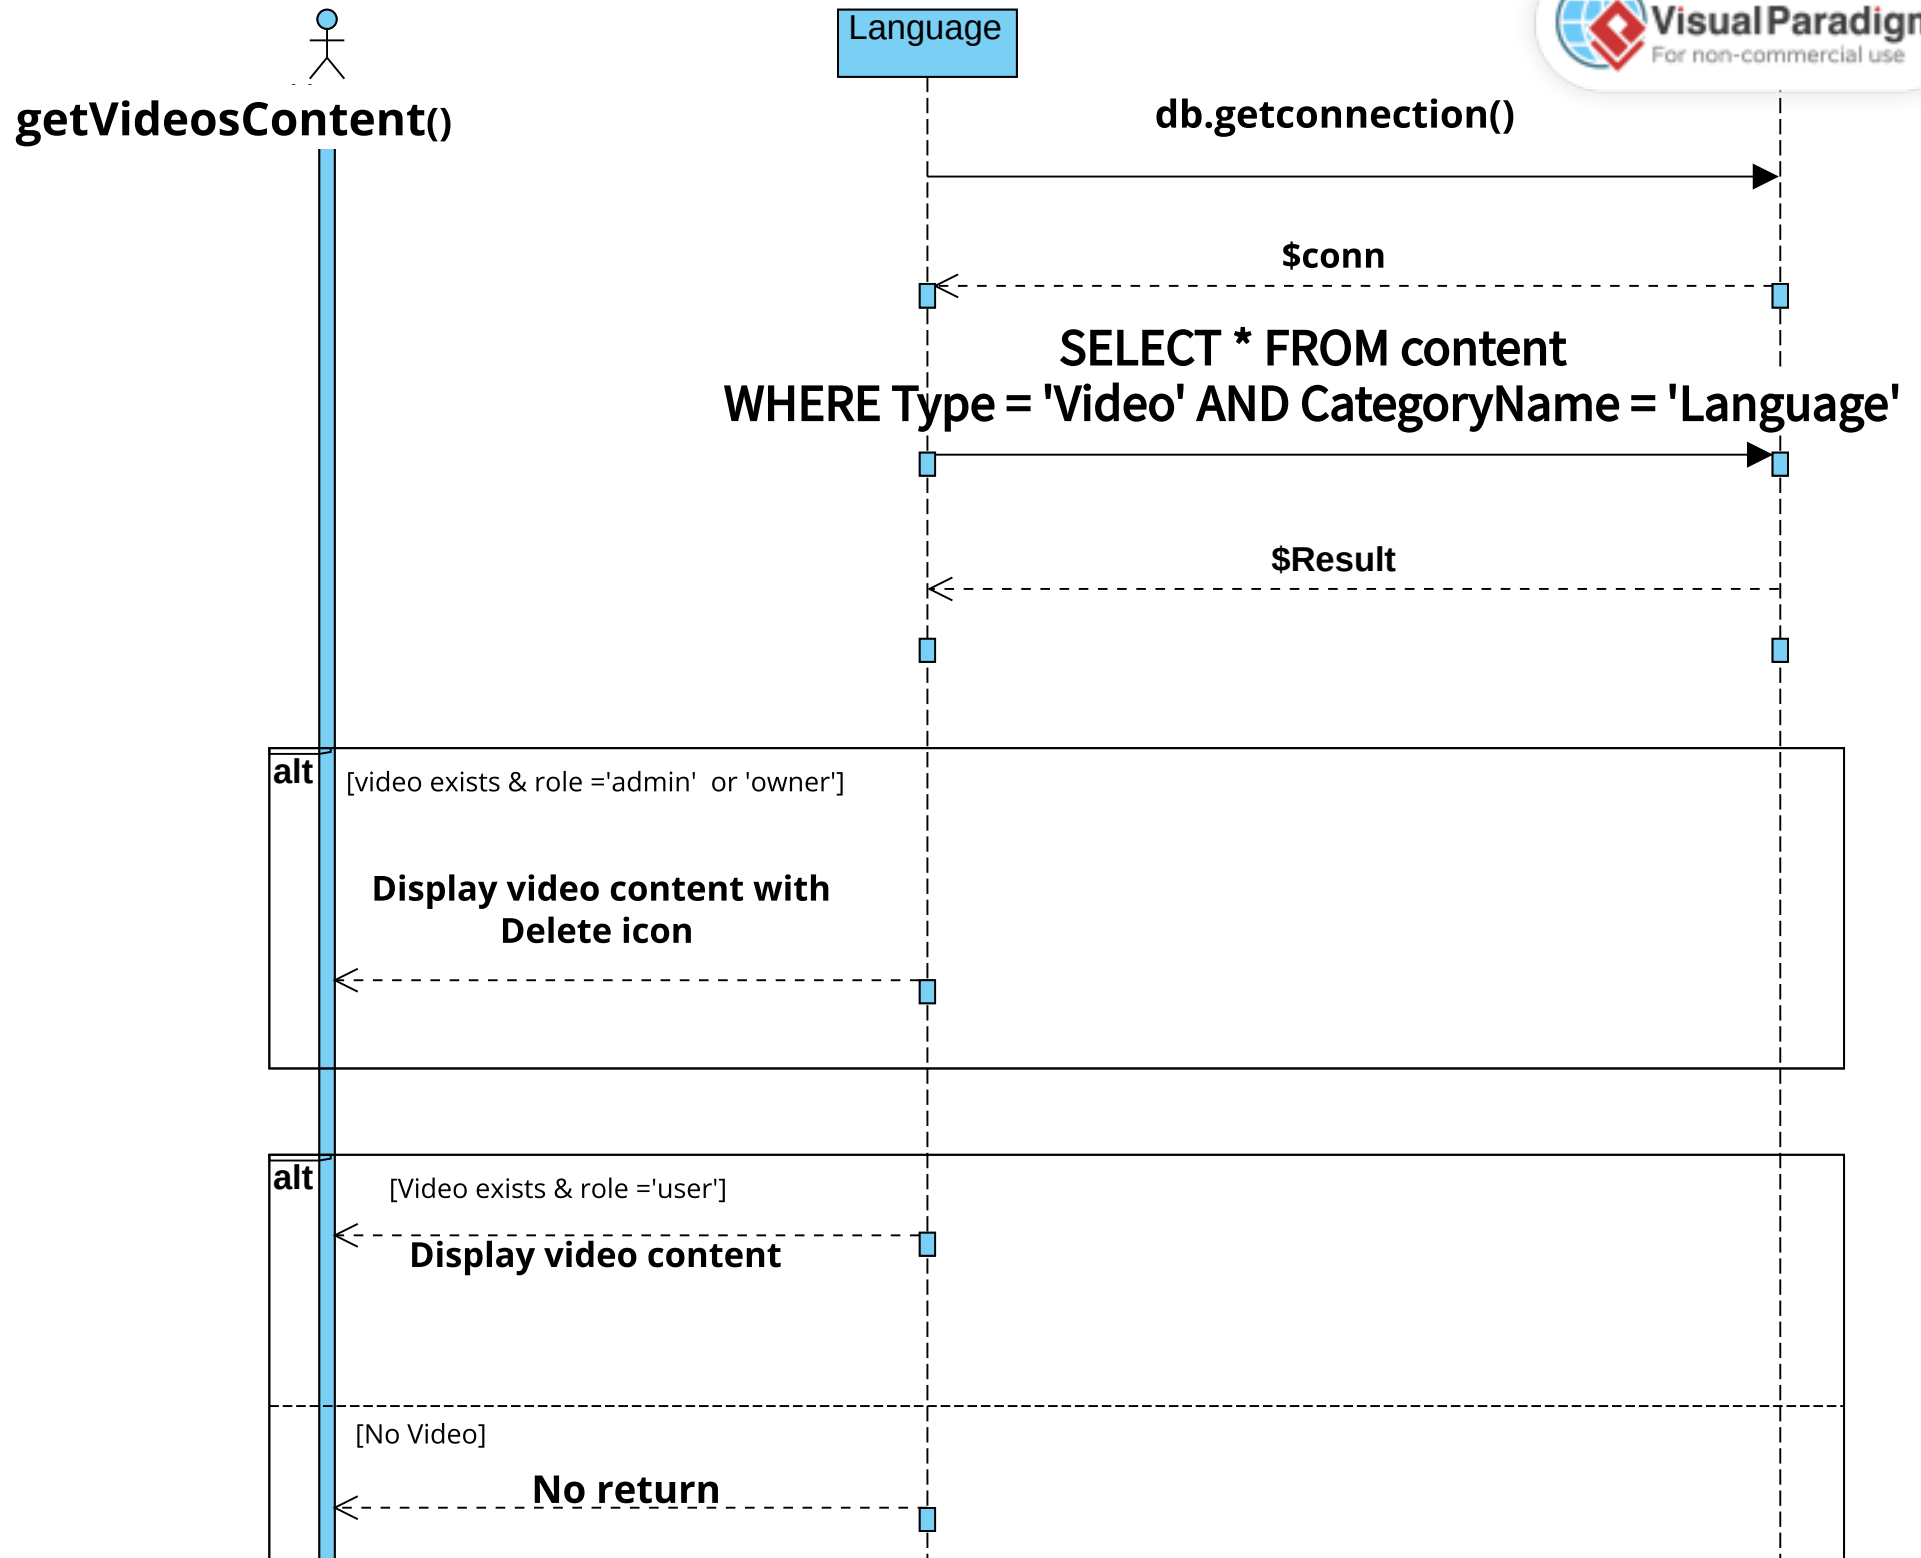 Language
VisualParadign
For non-commercial use
getVideosContent()
db.getconnection()
$conn
SELECT * FROM content
WHERE Type = 'Video' AND CategoryName = 'Language'
$Result
alt
[video exists & role ='admin'  or 'owner']
Display video content with
Delete icon
alt
[Video exists & role ='user']
Display video content
[No Video]
No return